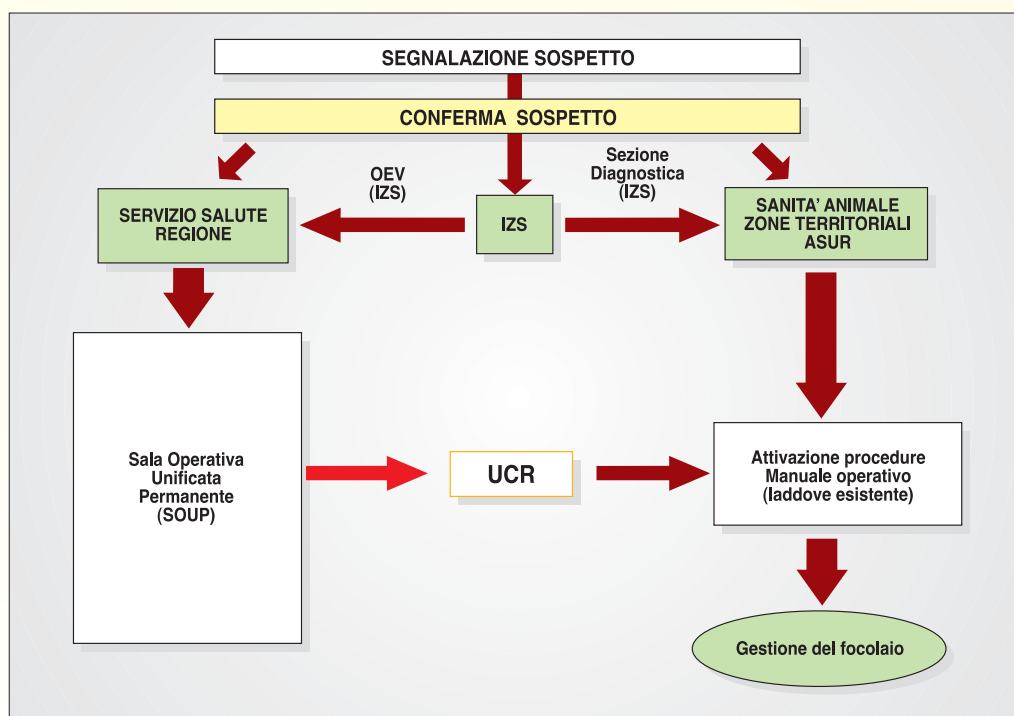 SEGNALAZIONE SOSPETTO
CONFERMA SOSPETTO
OEV
(IZS)
Sezione
Diagnostica
(IZS)
SERVIZIO SALUTE
REGIONE
IZS
SANITA' ANIMALE
ZONE TERRITORIALI
ASUR
Sala Operativa
Unificata
Permanente
(SOUP)
UCR
Attivazione procedure
Manuale operativo
(laddove esistente)
Gestione del focolaio